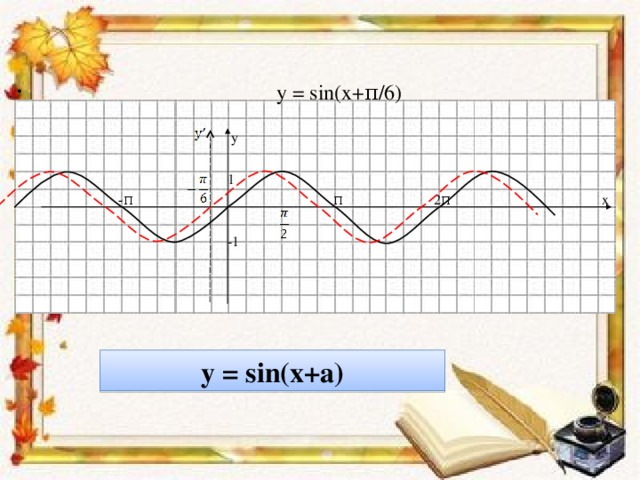 y = sin(x+π/6)
y′ y
1
−π/6
-π π 2π x
π/2
-1
y = sin(x+a)